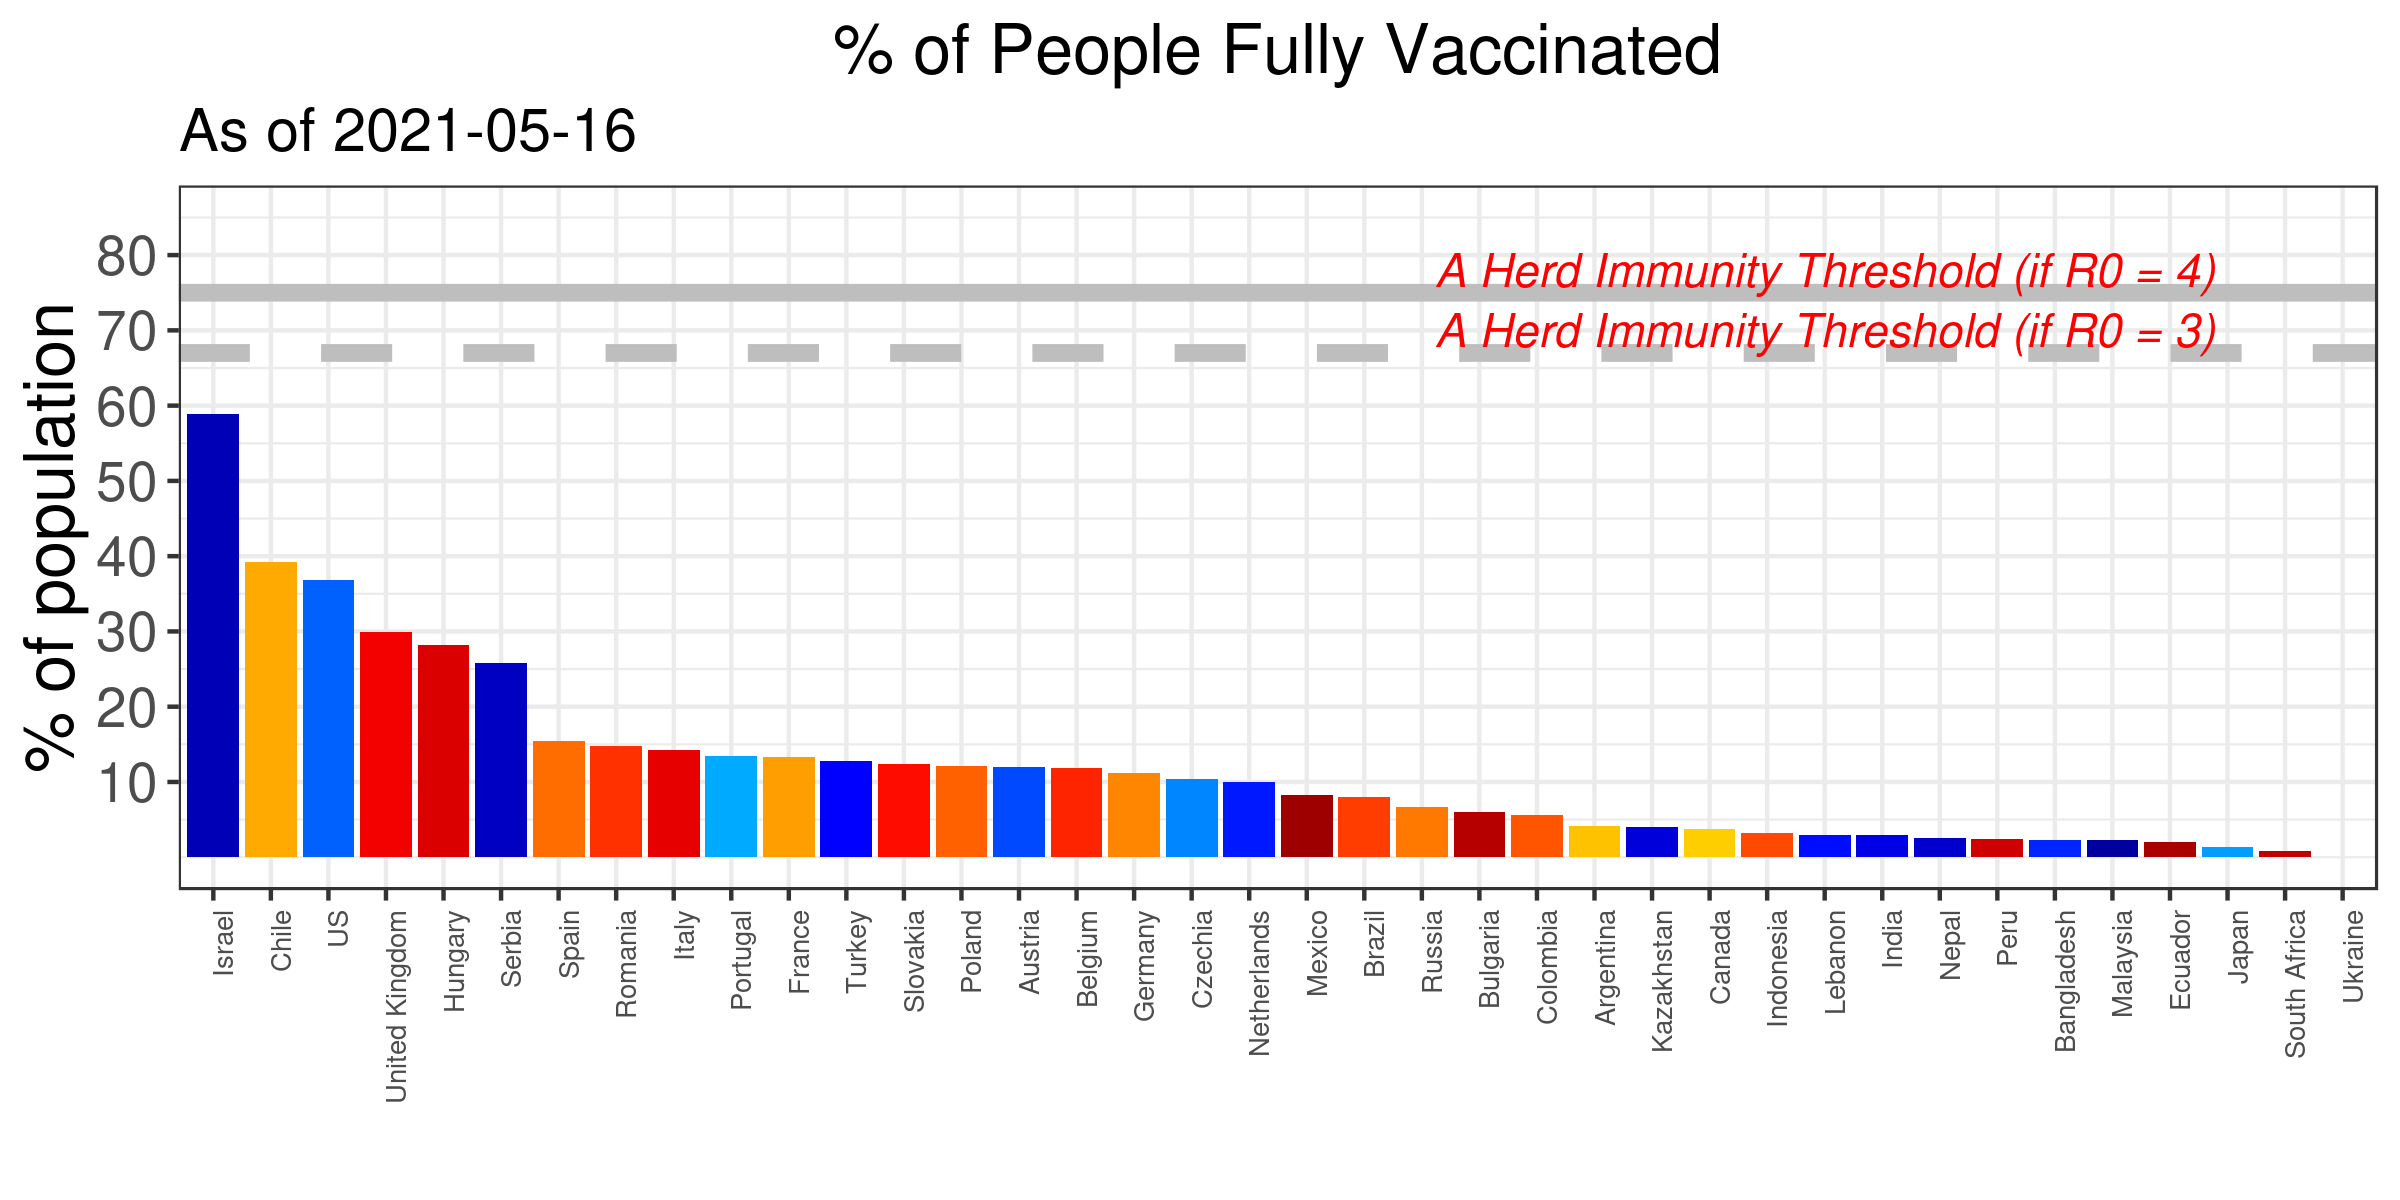 % of People Fully Vaccinated
As of 2021-05-16
% of population
80
70
60
50
40
30
20
10
A Herd Immunity Threshold (if R0 = 4)
A Herd Immunity Threshold (if R0 = 3)
Israel
Chile
US
United Kingdom
Hungary
Serbia
Spain
Romania
Italy
Portugal
France
Turkey
Slovakia
Poland
Austria
Belgium
Germany
Czechia
Netherlands
Mexico
Brazil
Russia
Bulgaria
Colombia
Argentina
Kazakhstan
Canada
Indonesia
Lebanon
India
Nepal
Peru
Bangladesh
Malaysia
Ecuador
Japan
South Africa
Ukraine